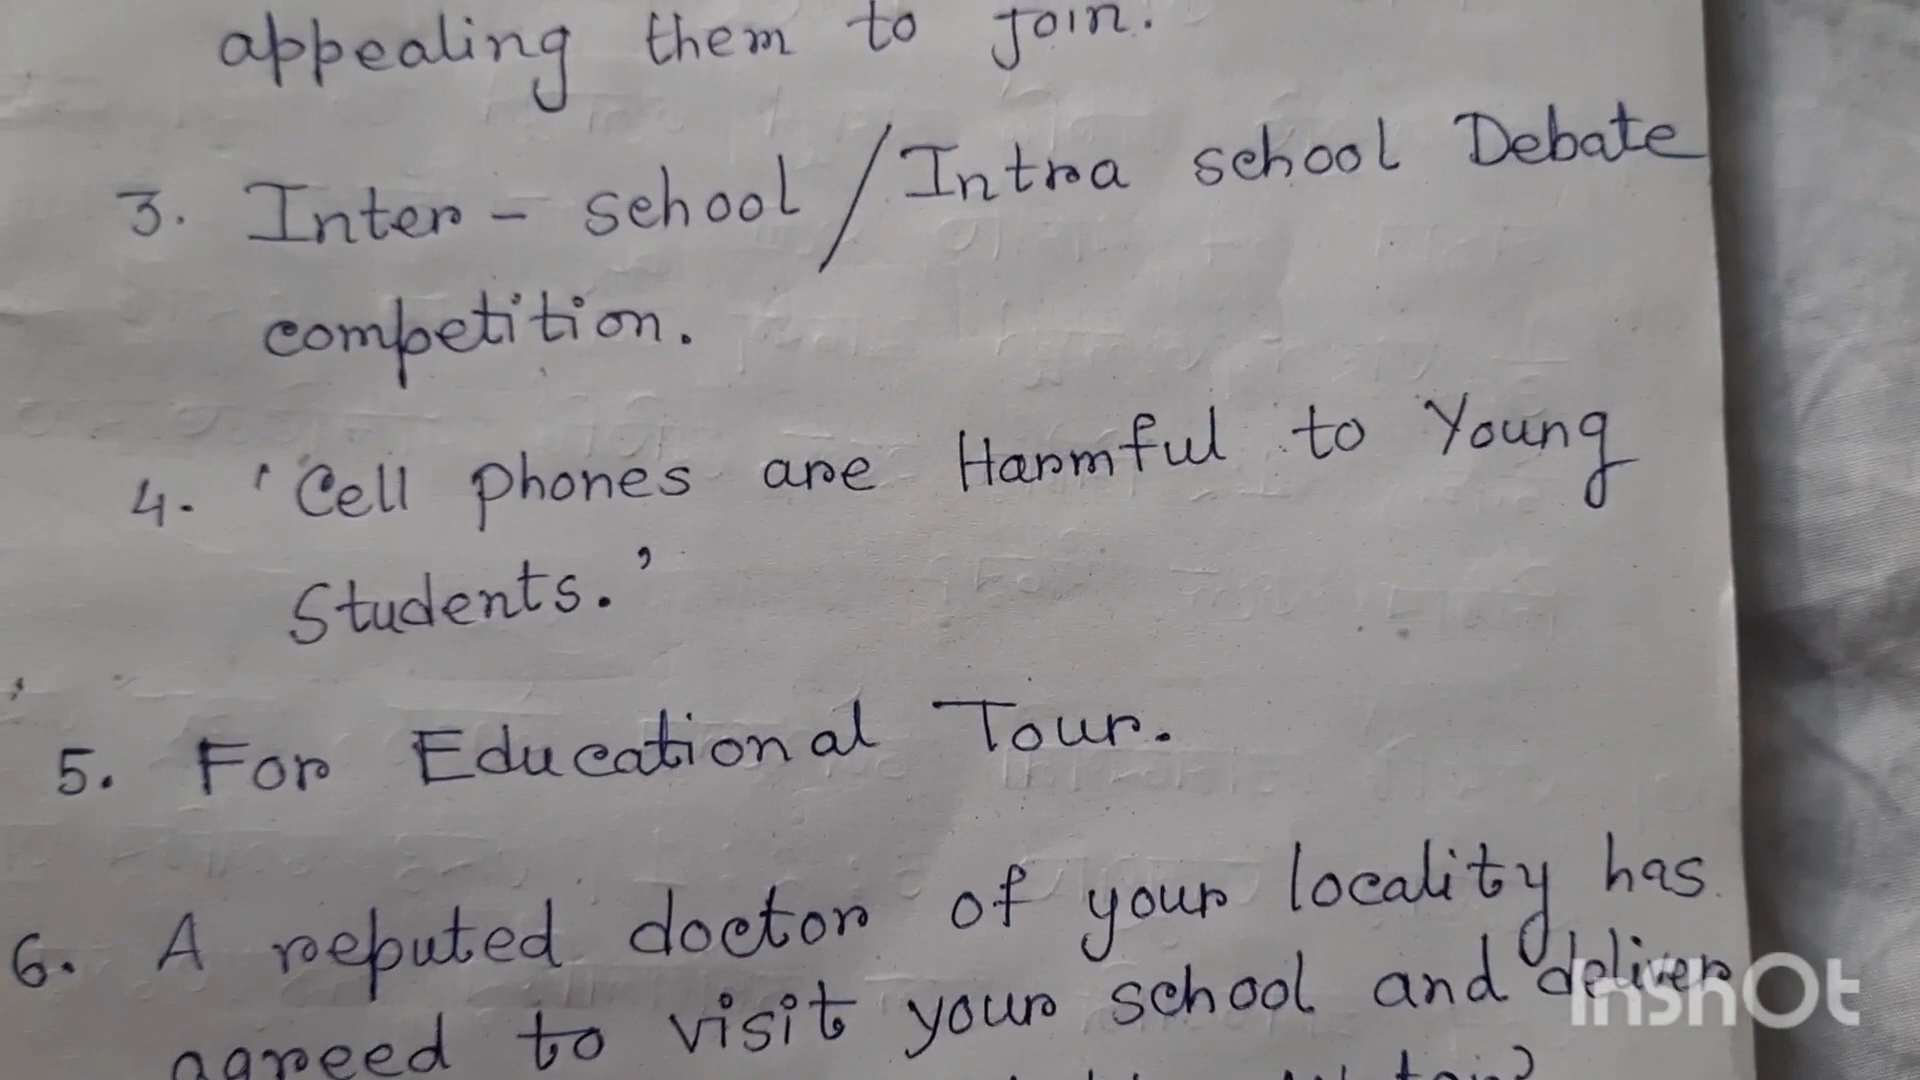 appealing them to join.
3. Inter - school / Intra school Debate
competition.
4. 'Cell phones are Harmful to Young
Students.'
5. For Educational Tour.
6. A reputed doctor of your locality has
agreed to visit your school and deliver
InShOt